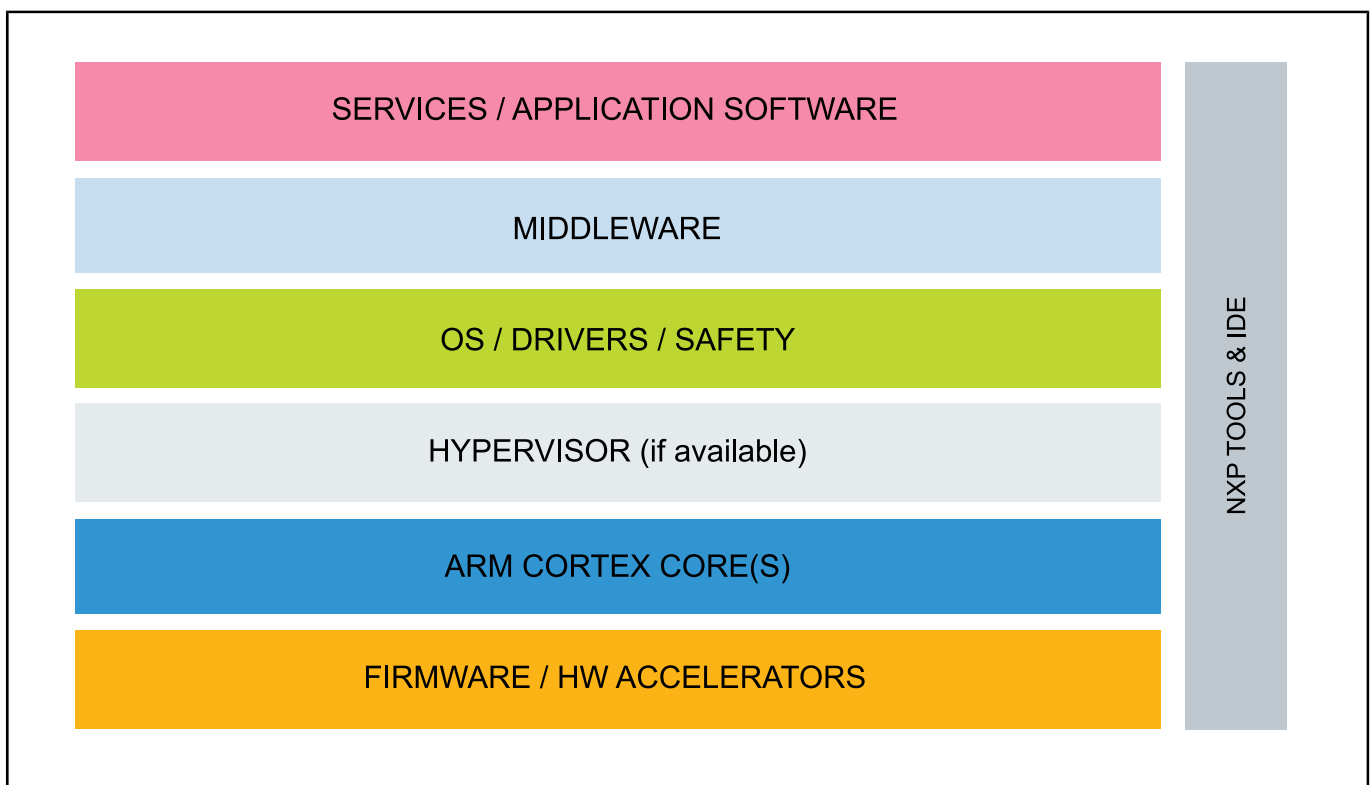 SERVICES / APPLICATION SOFTWARE
MIDDLEWARE
OS / DRIVERS / SAFETY
HYPERVISOR (if available)
ARM CORTEX CORE(S)
FIRMWARE / HW ACCELERATORS
NXP TOOLS & IDE